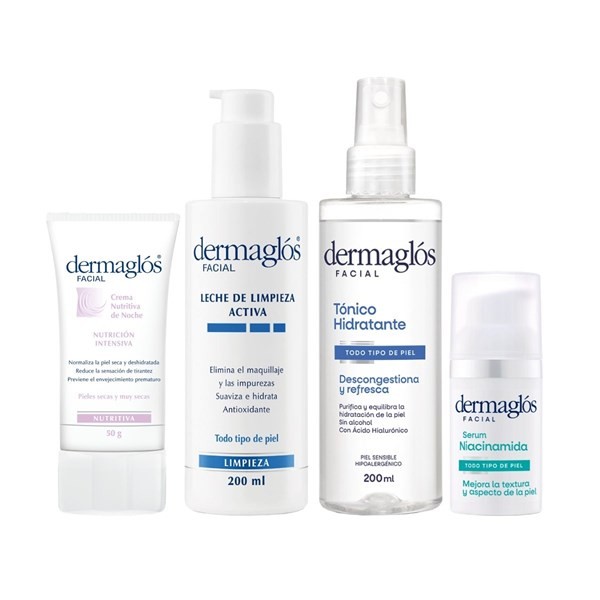 dermaglós®
FACIAL
Crema
Nutritiva
de Noche
NUTRICIÓN
INTENSIVA
Normaliza la piel seca y deshidratada
Reduce la sensación de tirantez
Previene el envejecimiento prematuro
Pieles secas y muy secas
NUTRITIVA
50 g
dermaglós®
FACIAL
LECHE DE LIMPIEZA
ACTIVA
Elimina el maquillaje
y las impurezas
Suaviza e hidrata
Antioxidante
Todo tipo de piel
LIMPIEZA
200 ml
dermaglós®
FACIAL
Tónico
Hidratante
TODO TIPO DE PIEL
Descongestiona
y refresca
Purifica y equilibra la
hidratación de la piel
Sin alcohol
Con Ácido Hialurónico
PIEL SENSIBLE
HIPOALERGÉNICO
200 ml
dermaglós®
FACIAL
Serum
Niacinamida
TODO TIPO DE PIEL
Mejora la textura
y aspecto de la piel